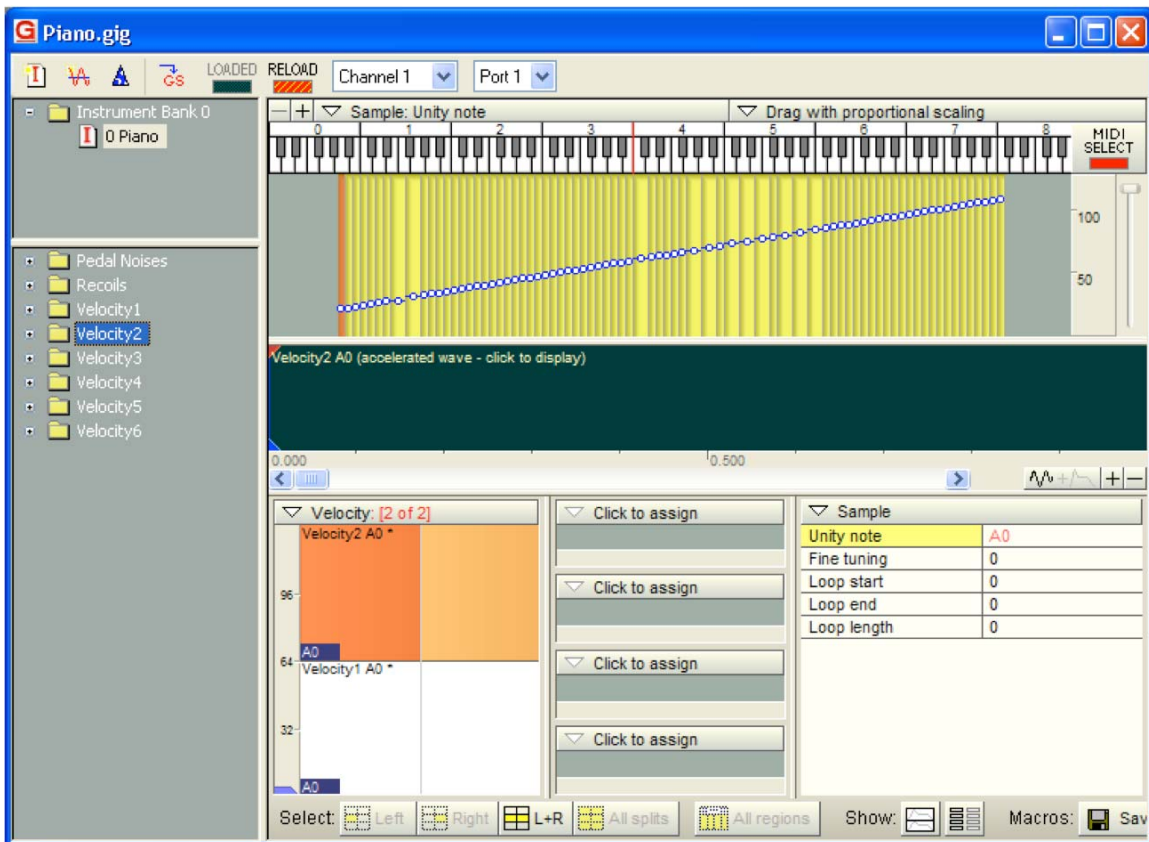 G Piano.gig
GS LOADED RELOAD Channel 1 Port 1
Instrument Bank 0
I 0 Piano
Pedal Noises
Recoils
Velocity1
Velocity2
Velocity3
Velocity4
Velocity5
Velocity6
− + Sample: Unity note Drag with proportional scaling
0 1 2 3 4 5 6 7 8
MIDI SELECT
100
50
Velocity2 A0 (accelerated wave - click to display)
0.000 0.500
+ −
Velocity: [2 of 2]
Velocity2 A0 *
96
A0
64
Velocity1 A0 *
32
A0
Click to assign
Click to assign
Click to assign
Click to assign
Sample
Unity note A0
Fine tuning 0
Loop start 0
Loop end 0
Loop length 0
Select: Left Right L+R All splits All regions Show: Macros: Sav